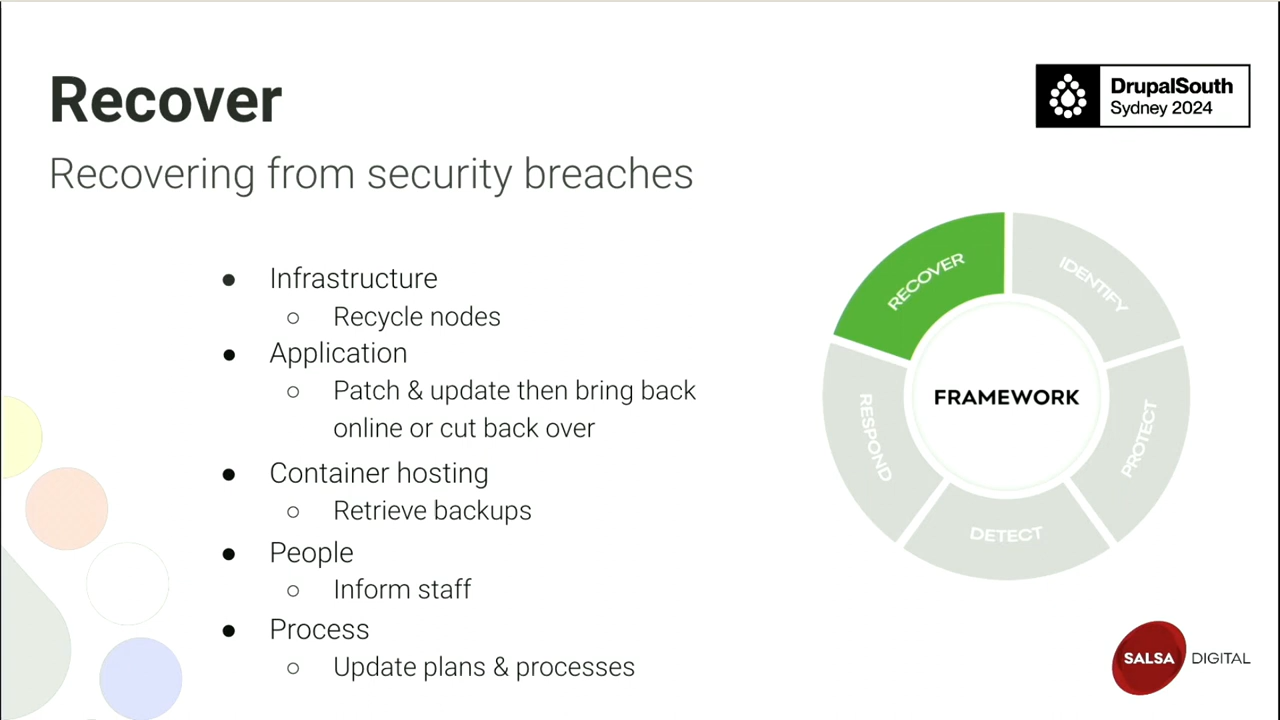 Recover
DrupalSouth
Sydney 2024
Recovering from security breaches
● Infrastructure
○ Recycle nodes
● Application
○ Patch & update then bring back
online or cut back over
● Container hosting
○ Retrieve backups
● People
○ Inform staff
● Process
○ Update plans & processes
RECOVER
IDENTIFY
FRAMEWORK
RESPOND
PROTECT
DETECT
SALSA DIGITAL